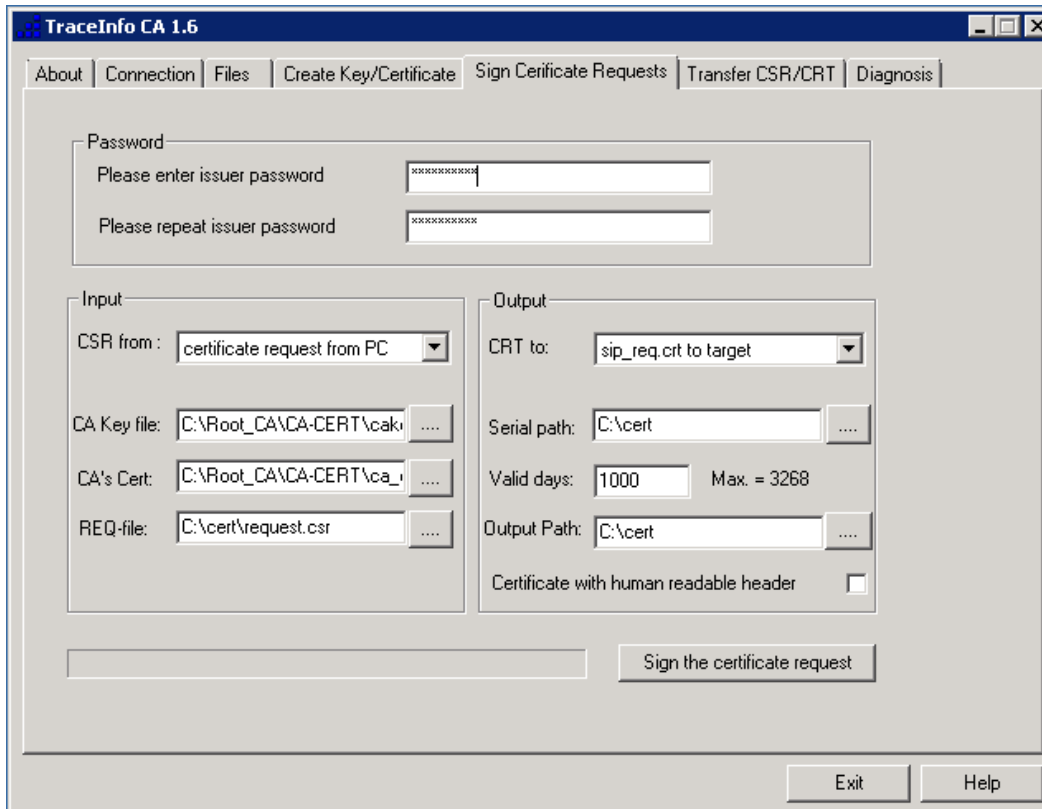 TraceInfo CA 1.6
About Connection Files Create Key/Certificate Sign Cerificate Requests Transfer CSR/CRT Diagnosis
Password
Please enter issuer password
xxxxxxxxxx
Please repeat issuer password
xxxxxxxxxx
Input
CSR from :
certificate request from PC
CA Key file:
C:\Root_CA\CA-CERT\cak
....
CA's Cert:
C:\Root_CA\CA-CERT\ca_
....
REQ-file:
C:\cert\request.csr
....
Output
CRT to:
sip_req.crt to target
Serial path:
C:\cert
....
Valid days:
1000
Max. = 3268
Output Path:
C:\cert
....
Certificate with human readable header
Sign the certificate request
Exit
Help